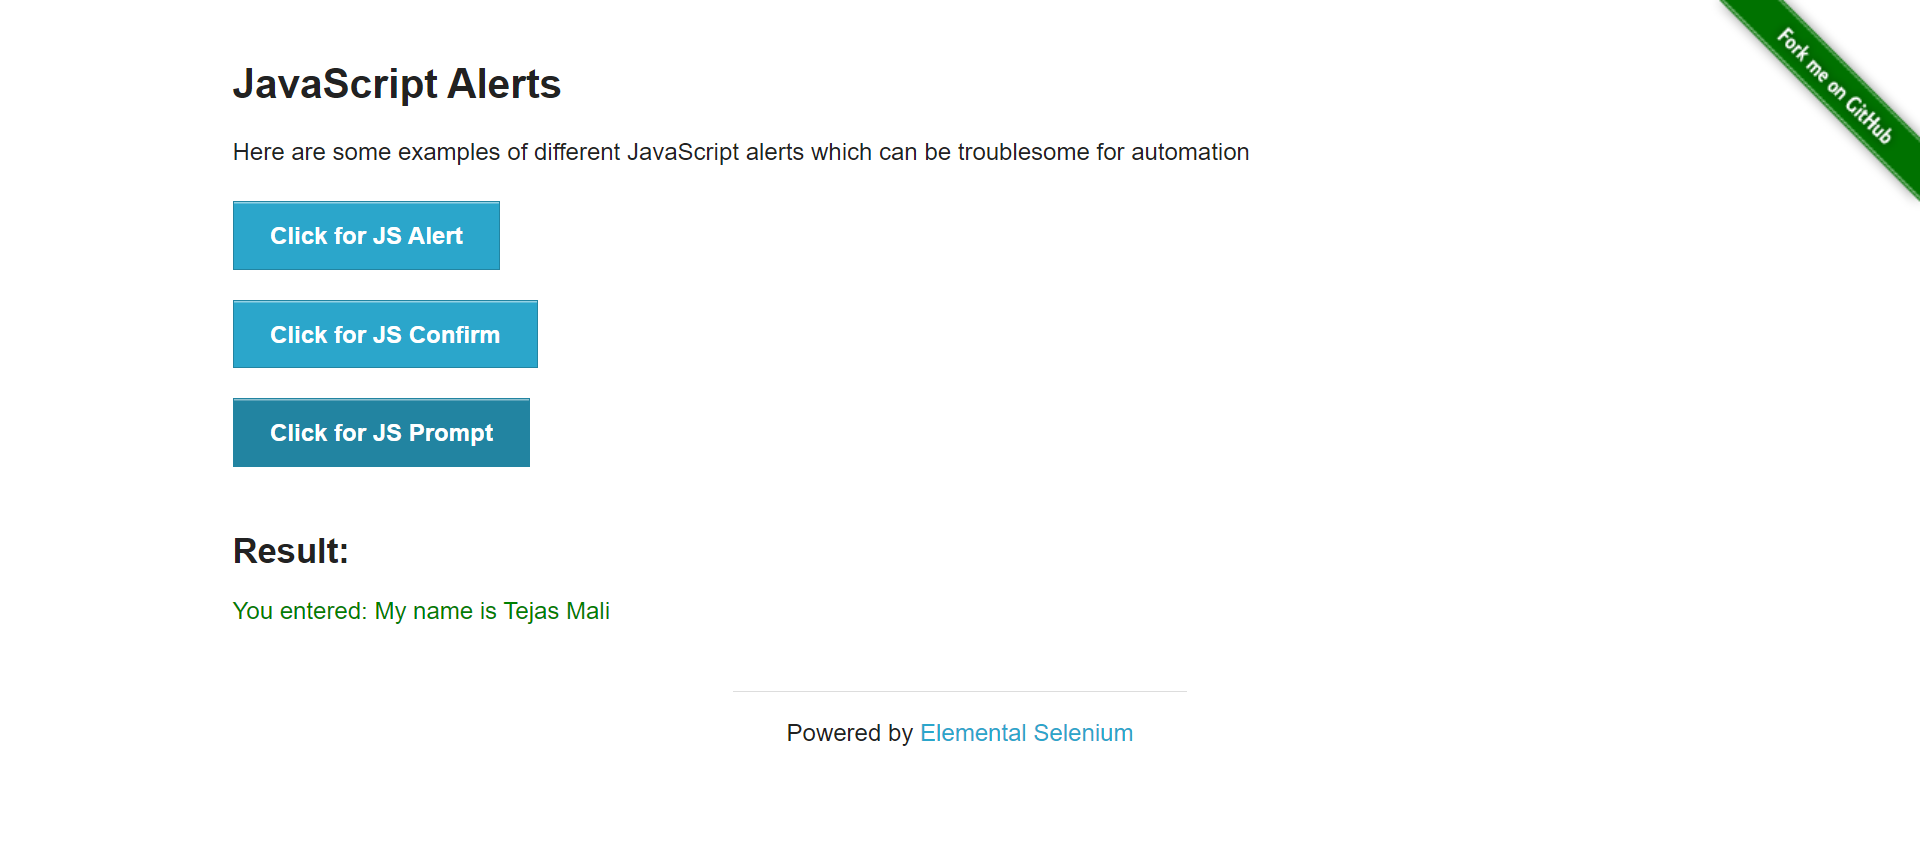 Fork me on GitHub
JavaScript Alerts
Here are some examples of different JavaScript alerts which can be troublesome for automation
Click for JS Alert
Click for JS Confirm
Click for JS Prompt
Result:
You entered: My name is Tejas Mali
Powered by Elemental Selenium